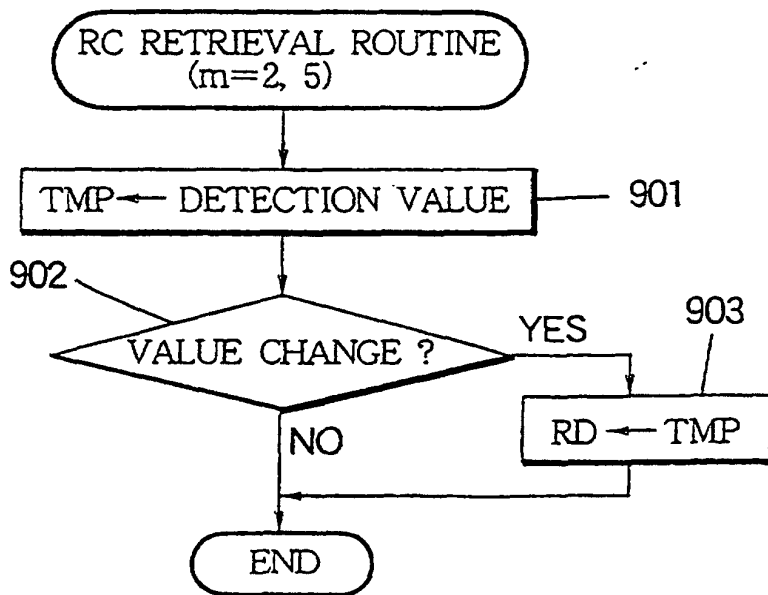 RC RETRIEVAL ROUTINE
(m=2, 5)
TMP← DETECTION VALUE
901
902
VALUE CHANGE ?
YES
903
RD ← TMP
NO
END